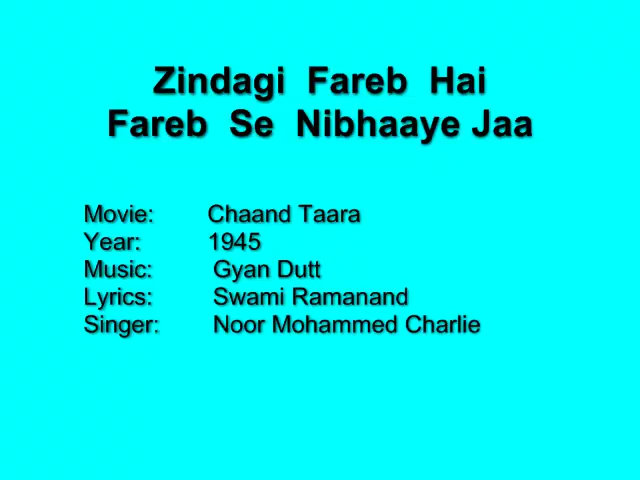 Zindagi Fareb Hai
Fareb Se Nibhaaye Jaa
Movie: Chaand Taara
Year: 1945
Music: Gyan Dutt
Lyrics: Swami Ramanand
Singer: Noor Mohammed Charlie